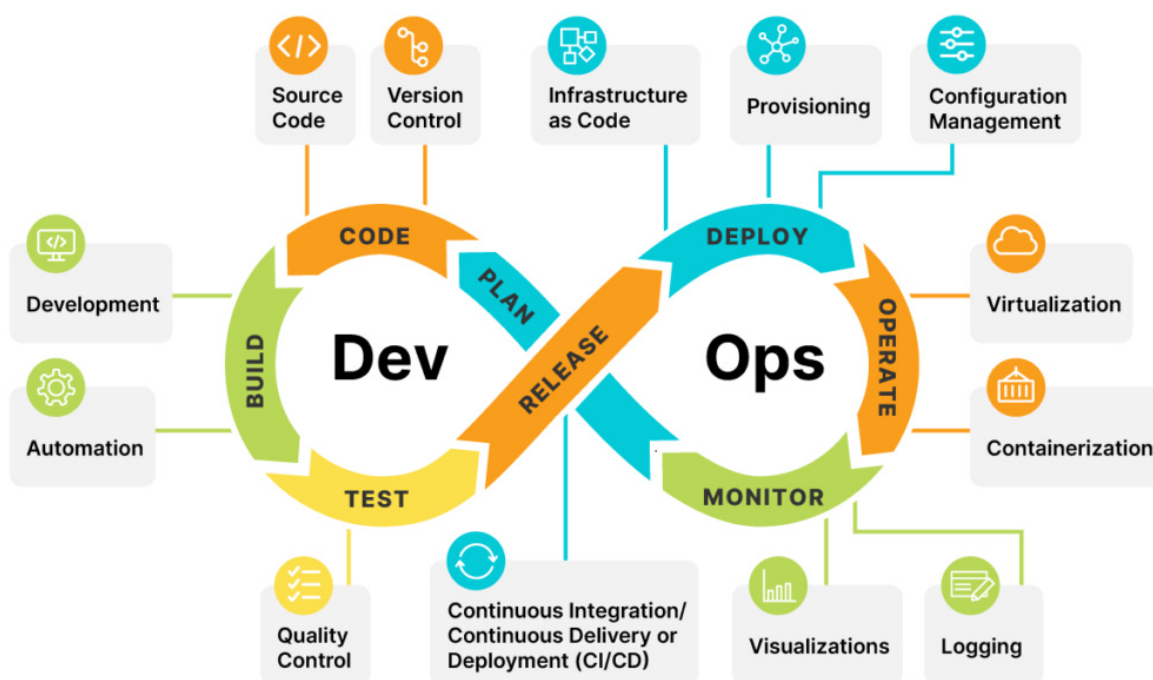 Source
Code
Version
Control
Infrastructure
as Code
Provisioning
Configuration
Management
CODE
PLAN
DEPLOY
Development
Virtualization
BUILD
Dev
RELEASE
Ops
OPERATE
Automation
Containerization
TEST
MONITOR
Quality
Control
Continuous Integration/
Continuous Delivery or
Deployment (CI/CD)
Visualizations
Logging